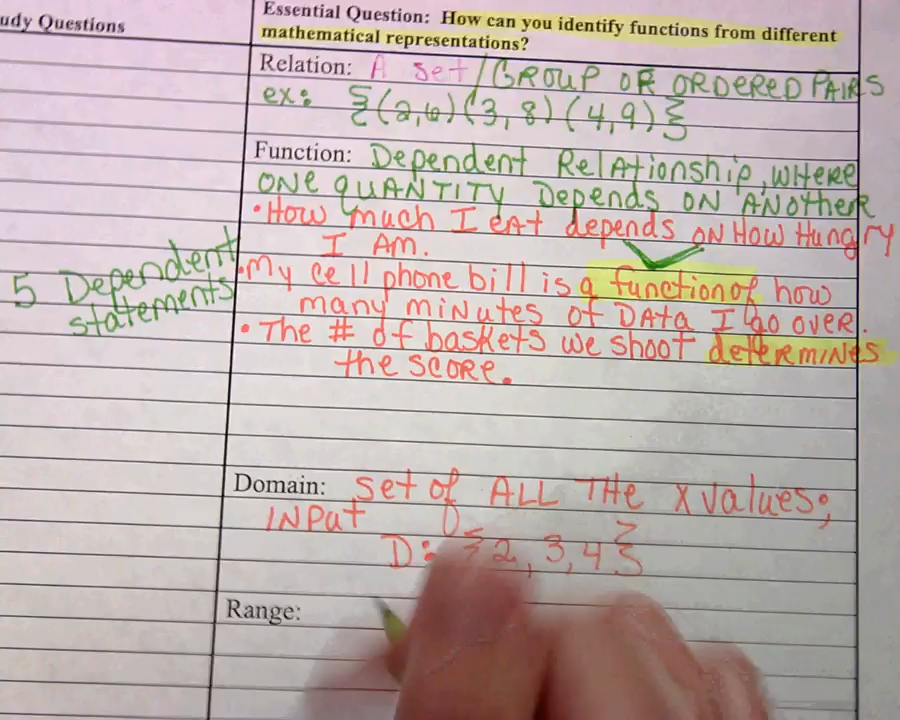 udy Questions
Essential Question: How can you identify functions from different
mathematical representations?
Relation: A set/GROUP OF ORDERED PAIRS
ex: {(2,6)(3,8)(4,9)}
Function: Dependent RelAtionship, WHERE
ONE QUANTITY Depends ON ANOtheR
• How much I eAt depends ON HOW Hungry
I AM.
• My cell phone bill is a function of how
many miNutes of DAtA I go over.
• The # of baskets we shoot determiNes
the score.
5 Dependent
statements
Domain: set of ALL THe x values;
INPut
D: {2,3,4}
Range: